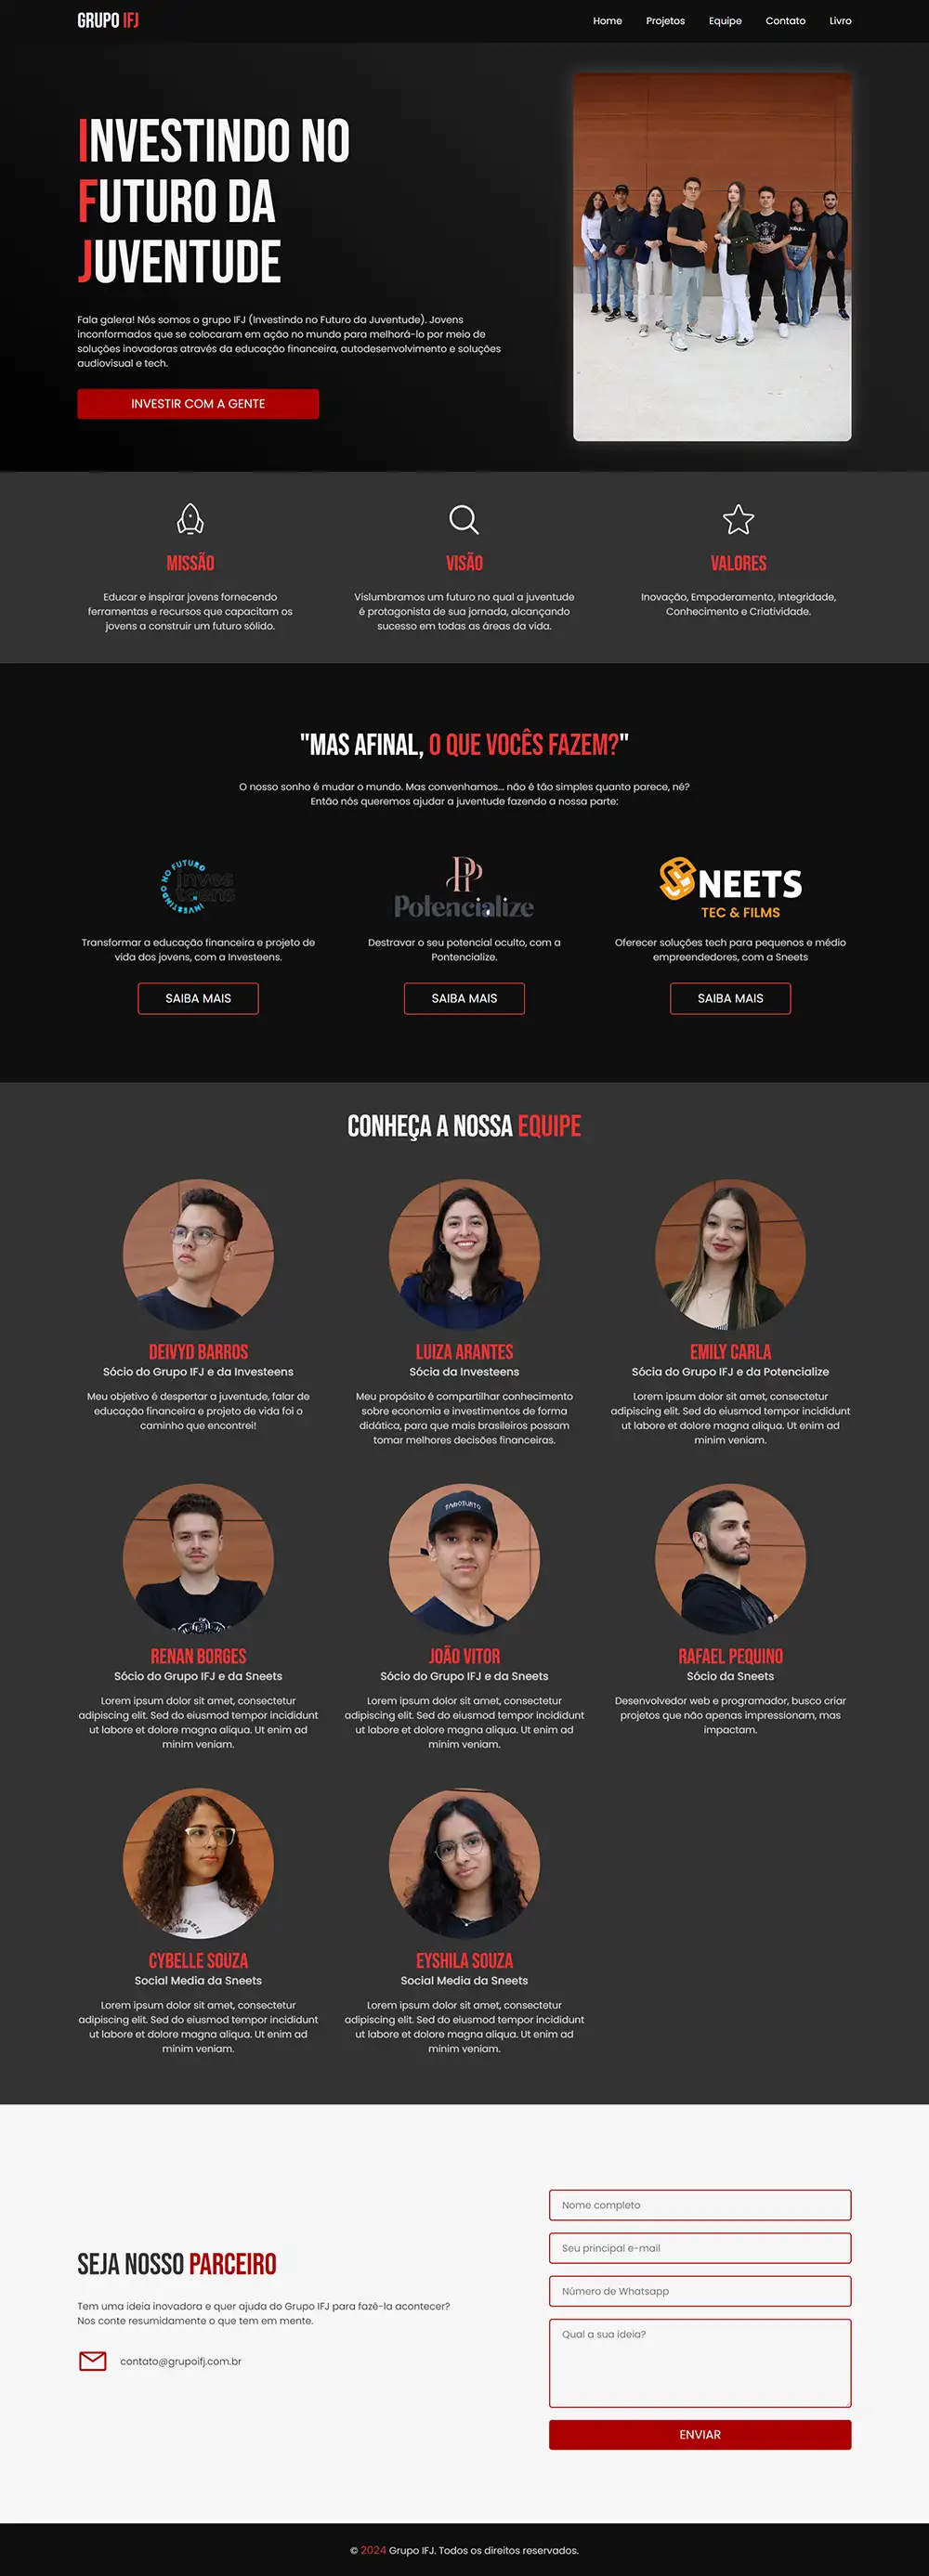 GRUPO IFJ
Home Projetos Equipe Contato Livro
INVESTINDO NO
FUTURO DA
JUVENTUDE
Fala galera! Nós somos o grupo IFJ (Investindo no Futuro da Juventude). Jovens
inconformados que se colocaram em ação no mundo para melhorá-lo por meio de
soluções inovadoras através da educação financeira, autodesenvolvimento e soluções
audiovisual e tech.
INVESTIR COM A GENTE
MISSÃO
Educar e inspirar jovens fornecendo
ferramentas e recursos que capacitam os
jovens a construir um futuro sólido.
VISÃO
Vislumbramos um futuro no qual a juventude
é protagonista de sua jornada, alcançando
sucesso em todas as áreas da vida.
VALORES
Inovação, Empoderamento, Integridade,
Conhecimento e Criatividade.
"MAS AFINAL, O QUE VOCÊS FAZEM?"
O nosso sonho é mudar o mundo. Mas convenhamos... não é tão simples quanto parece, né?
Então nós queremos ajudar a juventude fazendo a nossa parte:
INVESTINDO NO FUTURO
inves
teens
Transformar a educação financeira e projeto de
vida dos jovens, com a Investeens.
SAIBA MAIS
Potencialize
Destravar o seu potencial oculto, com a
Pontencialize.
SAIBA MAIS
SNEETS
TEC & FILMS
Oferecer soluções tech para pequenos e médio
empreendedores, com a Sneets
SAIBA MAIS
CONHEÇA A NOSSA EQUIPE
DEIVYD BARROS
Sócio do Grupo IFJ e da Investeens
Meu objetivo é despertar a juventude, falar de
educação financeira e projeto de vida foi o
caminho que encontrei!
LUIZA ARANTES
Sócia da Investeens
Meu propósito é compartilhar conhecimento
sobre economia e investimentos de forma
didática, para que mais brasileiros possam
tomar melhores decisões financeiras.
EMILY CARLA
Sócia do Grupo IFJ e da Potencialize
Lorem ipsum dolor sit amet, consectetur
adipiscing elit. Sed do eiusmod tempor incididunt
ut labore et dolore magna aliqua. Ut enim ad
minim veniam.
RENAN BORGES
Sócio do Grupo IFJ e da Sneets
Lorem ipsum dolor sit amet, consectetur
adipiscing elit. Sed do eiusmod tempor incididunt
ut labore et dolore magna aliqua. Ut enim ad
minim veniam.
JOÃO VITOR
Sócio do Grupo IFJ e da Sneets
Lorem ipsum dolor sit amet, consectetur
adipiscing elit. Sed do eiusmod tempor incididunt
ut labore et dolore magna aliqua. Ut enim ad
minim veniam.
RAFAEL PEQUINO
Sócio da Sneets
Desenvolvedor web e programador, busco criar
projetos que não apenas impressionam, mas
impactam.
CYBELLE SOUZA
Social Media da Sneets
Lorem ipsum dolor sit amet, consectetur
adipiscing elit. Sed do eiusmod tempor incididunt
ut labore et dolore magna aliqua. Ut enim ad
minim veniam.
EYSHILA SOUZA
Social Media da Sneets
Lorem ipsum dolor sit amet, consectetur
adipiscing elit. Sed do eiusmod tempor incididunt
ut labore et dolore magna aliqua. Ut enim ad
minim veniam.
SEJA NOSSO PARCEIRO
Tem uma ideia inovadora e quer ajuda do Grupo IFJ para fazê-la acontecer?
Nos conte resumidamente o que tem em mente.
contato@grupoifj.com.br
Nome completo
Seu principal e-mail
Número de Whatsapp
Qual a sua ideia?
ENVIAR
© 2024 Grupo IFJ. Todos os direitos reservados.